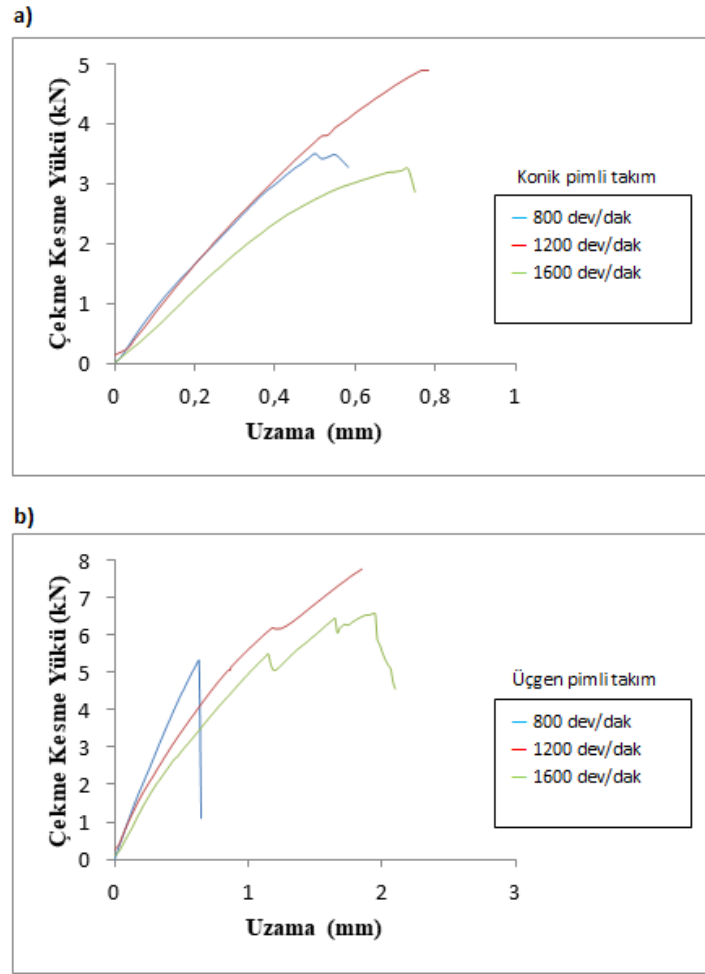 a)
Çekme Kesme Yükü (kN)
5
4
3
2
1
0
0
0,2
0,4
0,6
0,8
1
Uzama (mm)
Konik pimli takım
800 dev/dak
1200 dev/dak
1600 dev/dak
b)
Çekme Kesme Yükü (kN)
8
7
6
5
4
3
2
1
0
0
1
2
3
Uzama (mm)
Üçgen pimli takım
800 dev/dak
1200 dev/dak
1600 dev/dak